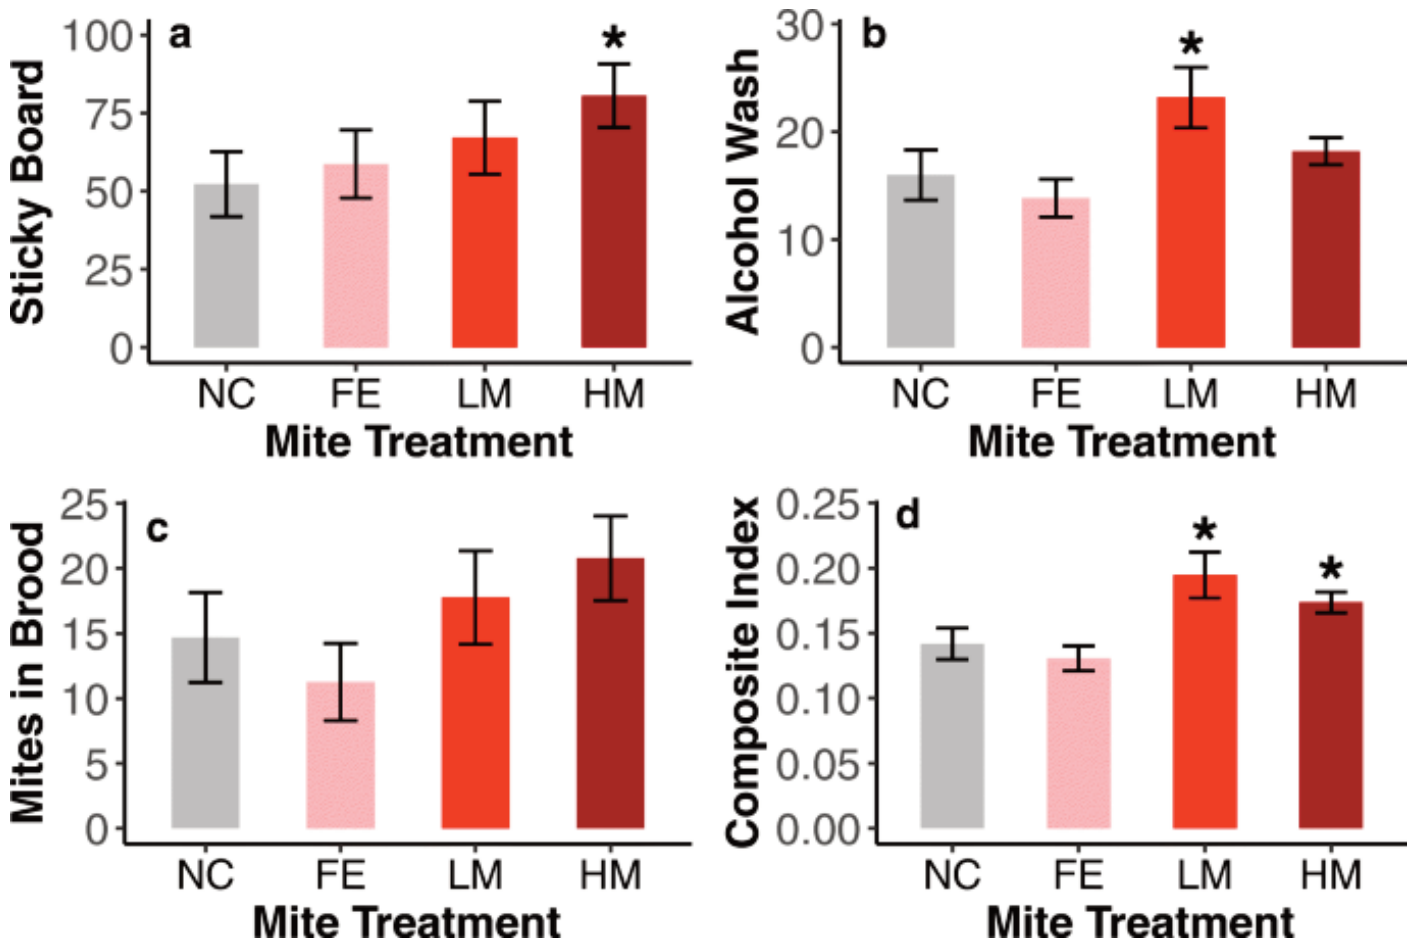 a
*
Sticky Board
100
75
50
25
0
NC FE LM HM
Mite Treatment
b
*
Alcohol Wash
30
20
10
0
NC FE LM HM
Mite Treatment
c
Mites in Brood
25
20
15
10
5
0
NC FE LM HM
Mite Treatment
d
*
*
Composite Index
0.25
0.20
0.15
0.10
0.05
0.00
NC FE LM HM
Mite Treatment